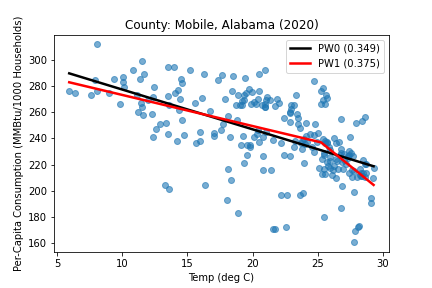 County: Mobile, Alabama (2020)
PW0 (0.349)
PW1 (0.375)
Per-Capita Consumption (MMBtu/1000 Households)
300
280
260
240
220
200
180
160
5 10 15 20 25 30
Temp (deg C)